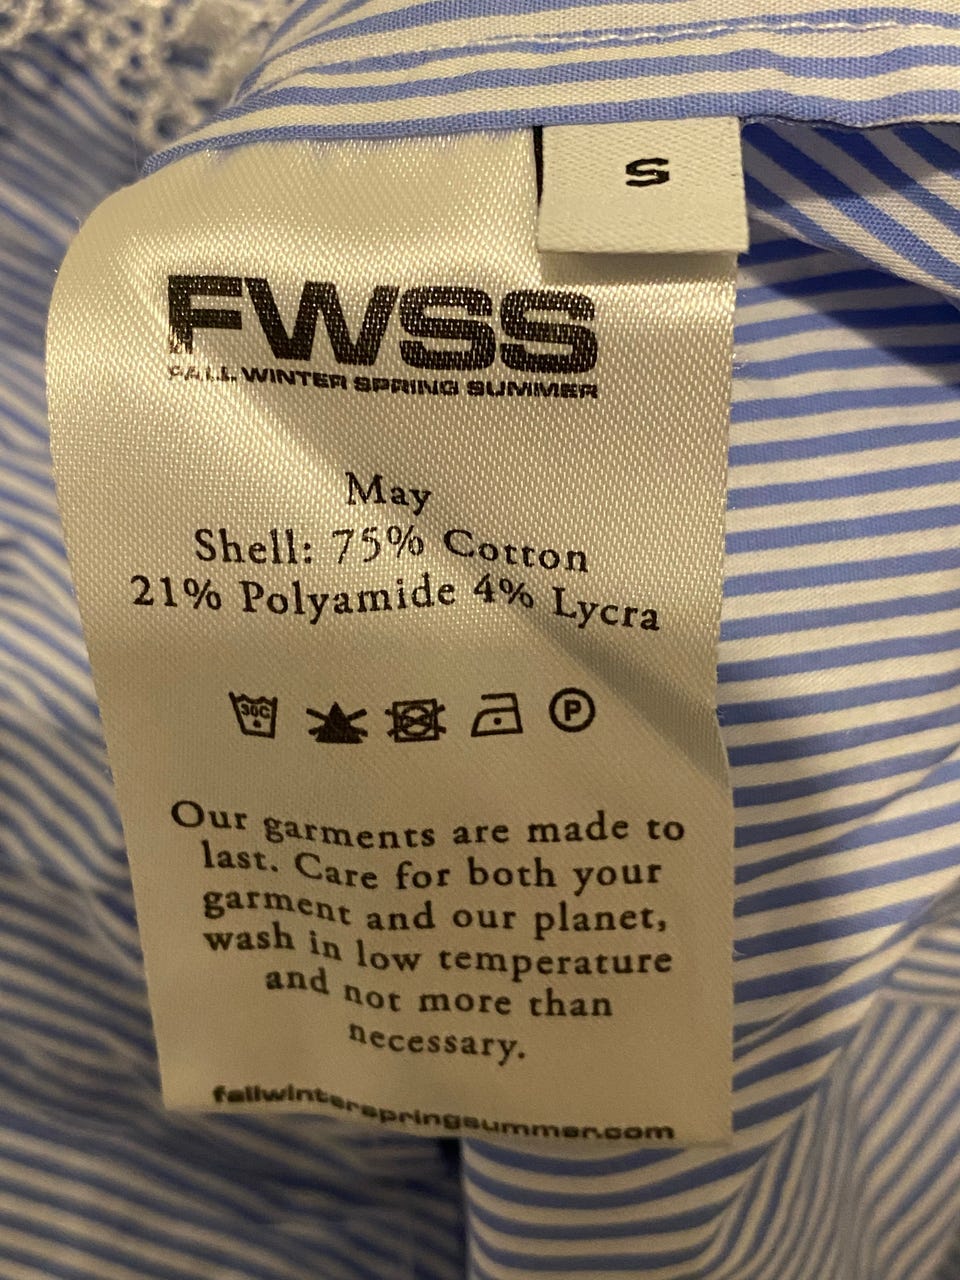 S
FWSS
FALL WINTER SPRING SUMMER
May
Shell: 75% Cotton
21% Polyamide 4% Lycra
30C P
Our garments are made to
last. Care for both your
garment and our planet,
wash in low temperature
and not more than
necessary.
fallwinterspringsummer.com